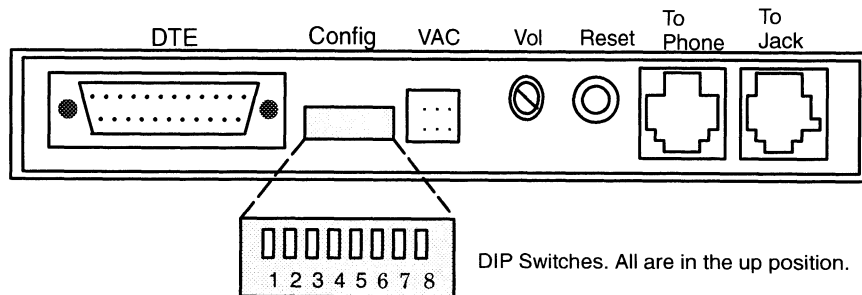 DTE Config VAC Vol Reset To Phone To Jack
1 2 3 4 5 6 7 8
DIP Switches. All are in the up position.